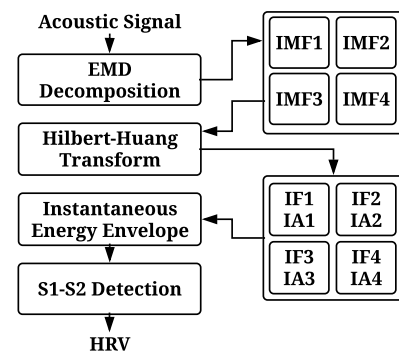 Acoustic Signal
EMD
Decomposition
IMF1 IMF2
IMF3 IMF4
Hilbert-Huang
Transform
IF1 IF2
IA1 IA2
IF3 IF4
IA3 IA4
Instantaneous
Energy Envelope
S1-S2 Detection
HRV